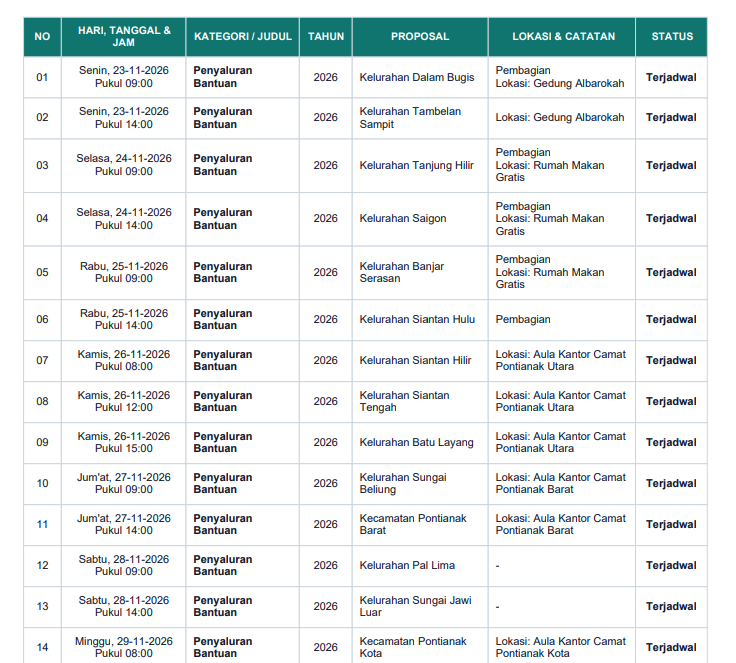 NO HARI, TANGGAL & JAM KATEGORI / JUDUL TAHUN PROPOSAL LOKASI & CATATAN STATUS
01 Senin, 23-11-2026 Pukul 09:00 Penyaluran Bantuan 2026 Kelurahan Dalam Bugis Pembagian Lokasi: Gedung Albarokah Terjadwal
02 Senin, 23-11-2026 Pukul 14:00 Penyaluran Bantuan 2026 Kelurahan Tambelan Sampit Lokasi: Gedung Albarokah Terjadwal
03 Selasa, 24-11-2026 Pukul 09:00 Penyaluran Bantuan 2026 Kelurahan Tanjung Hilir Pembagian Lokasi: Rumah Makan Gratis Terjadwal
04 Selasa, 24-11-2026 Pukul 14:00 Penyaluran Bantuan 2026 Kelurahan Saigon Pembagian Lokasi: Rumah Makan Gratis Terjadwal
05 Rabu, 25-11-2026 Pukul 09:00 Penyaluran Bantuan 2026 Kelurahan Banjar Serasan Pembagian Lokasi: Rumah Makan Gratis Terjadwal
06 Rabu, 25-11-2026 Pukul 14:00 Penyaluran Bantuan 2026 Kelurahan Siantan Hulu Pembagian Terjadwal
07 Kamis, 26-11-2026 Pukul 08:00 Penyaluran Bantuan 2026 Kelurahan Siantan Hilir Lokasi: Aula Kantor Camat Pontianak Utara Terjadwal
08 Kamis, 26-11-2026 Pukul 12:00 Penyaluran Bantuan 2026 Kelurahan Siantan Tengah Lokasi: Aula Kantor Camat Pontianak Utara Terjadwal
09 Kamis, 26-11-2026 Pukul 15:00 Penyaluran Bantuan 2026 Kelurahan Batu Layang Lokasi: Aula Kantor Camat Pontianak Utara Terjadwal
10 Jum'at, 27-11-2026 Pukul 09:00 Penyaluran Bantuan 2026 Kelurahan Sungai Beliung Lokasi: Aula Kantor Camat Pontianak Barat Terjadwal
11 Jum'at, 27-11-2026 Pukul 14:00 Penyaluran Bantuan 2026 Kecamatan Pontianak Barat Lokasi: Aula Kantor Camat Pontianak Barat Terjadwal
12 Sabtu, 28-11-2026 Pukul 09:00 Penyaluran Bantuan 2026 Kelurahan Pal Lima - Terjadwal
13 Sabtu, 28-11-2026 Pukul 14:00 Penyaluran Bantuan 2026 Kelurahan Sungai Jawi Luar - Terjadwal
14 Minggu, 29-11-2026 Pukul 08:00 Penyaluran Bantuan 2026 Kecamatan Pontianak Kota Lokasi: Aula Kantor Camat Pontianak Kota Terjadwal